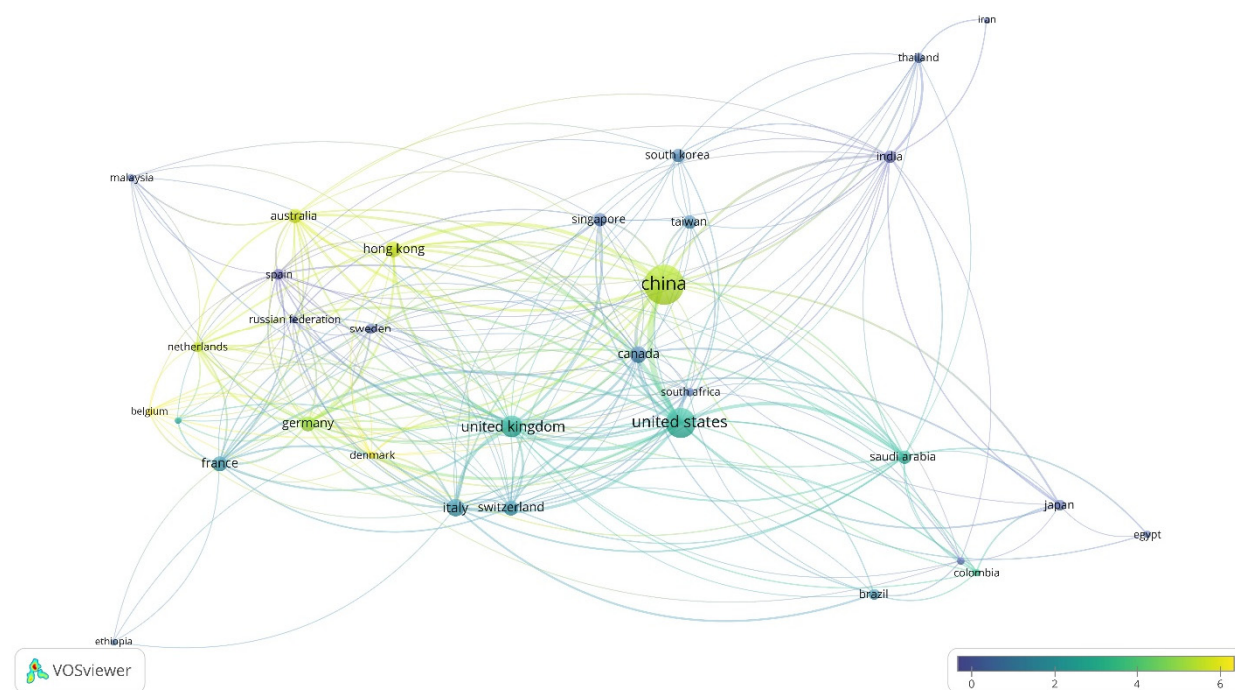 iran
thailand
south korea
india
malaysia
australia
singapore
taiwan
hong kong
spain
china
russian federation
sweden
netherlands
canada
south africa
belgium
germany
united kingdom
united states
denmark
france
saudi arabia
italy
switzerland
japan
egypt
colombia
brazil
ethiopia
VOSviewer
0 2 4 6